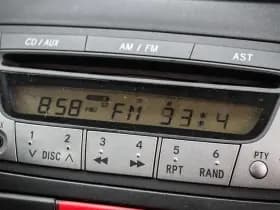 CD / AUX AM / FM AST
8:58 FM 93 4
1 2 3 4 5 6 PTY
DISC RPT RAND